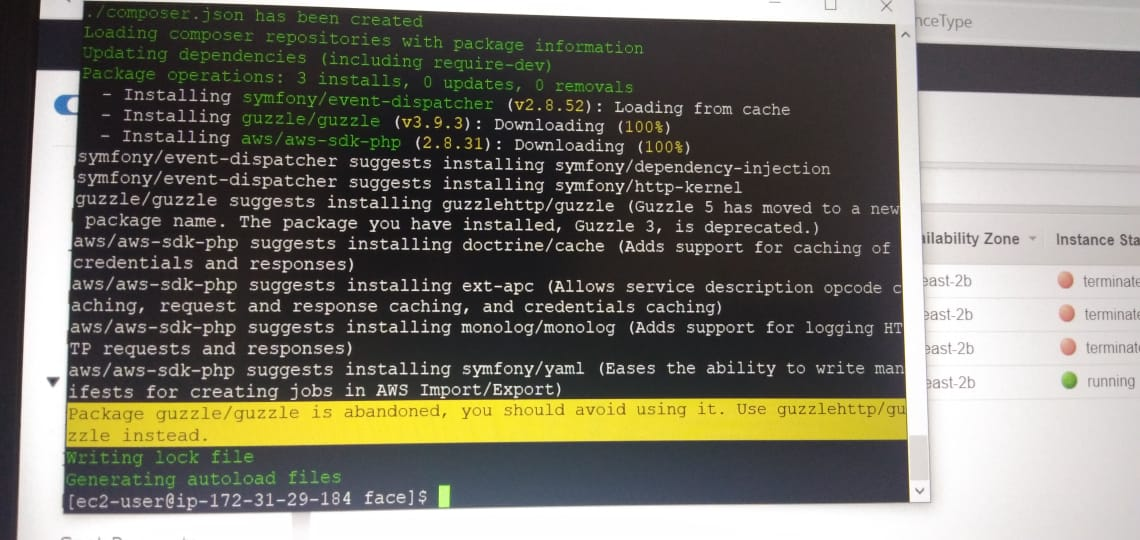 ./composer.json has been created
Loading composer repositories with package information
Updating dependencies (including require-dev)
Package operations: 3 installs, 0 updates, 0 removals
- Installing symfony/event-dispatcher (v2.8.52): Loading from cache
- Installing guzzle/guzzle (v3.9.3): Downloading (100%)
- Installing aws/aws-sdk-php (2.8.31): Downloading (100%)
symfony/event-dispatcher suggests installing symfony/dependency-injection
symfony/event-dispatcher suggests installing symfony/http-kernel
guzzle/guzzle suggests installing guzzlehttp/guzzle (Guzzle 5 has moved to a new
package name. The package you have installed, Guzzle 3, is deprecated.)
aws/aws-sdk-php suggests installing doctrine/cache (Adds support for caching of
credentials and responses)
aws/aws-sdk-php suggests installing ext-apc (Allows service description opcode c
aching, request and response caching, and credentials caching)
aws/aws-sdk-php suggests installing monolog/monolog (Adds support for logging HT
TP requests and responses)
aws/aws-sdk-php suggests installing symfony/yaml (Eases the ability to write man
ifests for creating jobs in AWS Import/Export)
Package guzzle/guzzle is abandoned, you should avoid using it. Use guzzlehttp/gu
zzle instead.
Writing lock file
Generating autoload files
[ec2-user@ip-172-31-29-184 face]$
nceType
ilability Zone Instance Sta
east-2b terminate
east-2b terminate
east-2b terminat
east-2b running